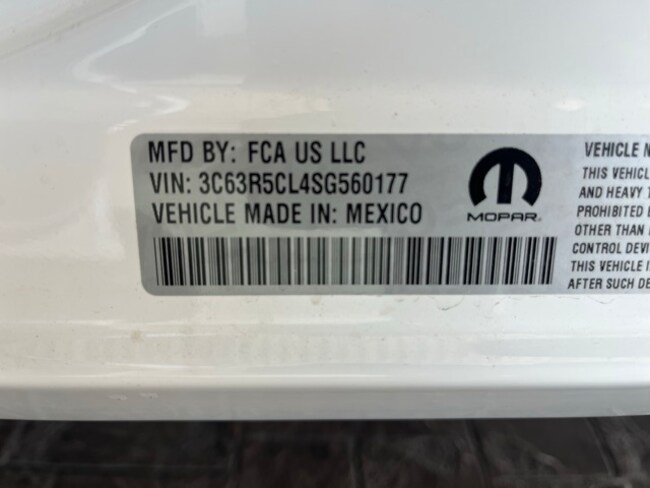 MFD BY: FCA US LLC
VIN: 3C63R5CL4SG560177
VEHICLE MADE IN: MEXICO
MOPAR®
VEHICLE
THIS VEHICL
AND HEAVY
PROHIBITED
OTHER THAN
CONTROL DEVI
THIS VEHICLE
AFTER SUCH DE